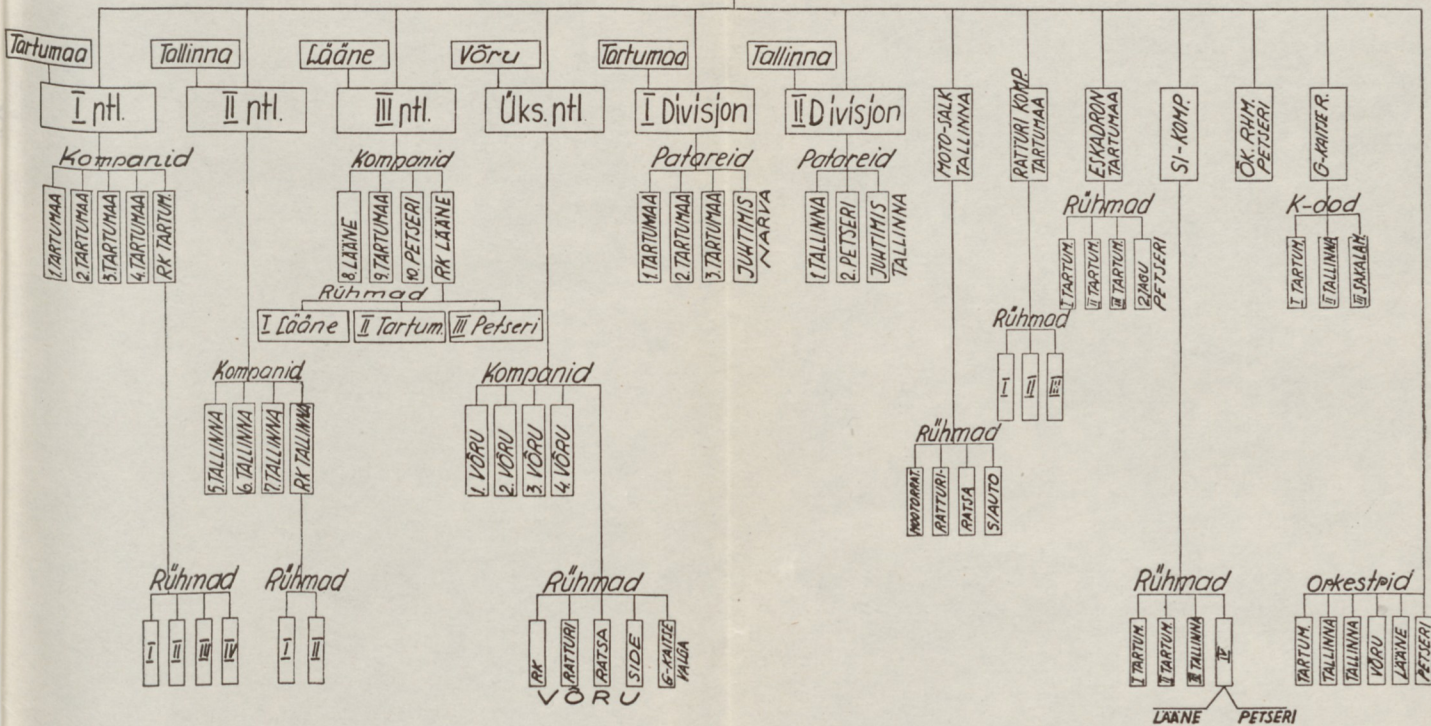 Tartumaa
Tallinna
Lääne
Võru
Tartumaa
Tallinna
I ntl.
II ntl.
III ntl.
Üks. ntl.
I Divisjon
II Divisjon
MOTO-SALK TALLINNA
RATTURI KOMP. TARTUMAA
ESKADRON TARTUMAA
SI-KOMP.
ÕK. RHM. PETSERI
G-KAITSE R.
Kompanid
1. TARTUMAA
2. TARTUMAA
3. TARTUMAA
4. TARTUMAA
RK TARTUM.
Kompanid
8. LÄÄNE
9. TARTUMAA
10. PETSERI
RK LÄÄNE
Patareid
1 TARTUMAA
2. TARTUMAA
3. TARTUMAA
JUHTIMIS NARVA
Patareid
1 TALLINNA
2. PETSERI
JUHTIMIS TALLINNA
Rühmad
I TARTUM.
II TARTUM.
III TARTUM.
2JAGU PETSERI
K-dod
I TARTUM.
II TALLINNA
III SAKALAM.
Rühmad
I Lääne
II Tartum.
III Petseri
Rühmad
I
II
III
Kompanid
5. TALLINNA
6. TALLINNA
7. TALLINNA
RK TALLINNA
Kompanid
1. VÕRU
2. VÕRU
3. VÕRU
4. VÕRU
Rühmad
MOOTORRAT.
RATTURI-
RATSA
S/AUTO
Rühmad
I
II
III
IV
Rühmad
I
II
Rühmad
RK
RATTURI
RATSA
SIDE
G-KAITSE VALGA
VÕRU
Rühmad
I TARTUM.
II TARTUM.
III TALLINNA
IV
LÄÄNE
PETSERI
Orkestrid
TARTUM.
TALLINNA
TALLINNA
VÕRU
LÄÄNE
PETSERI